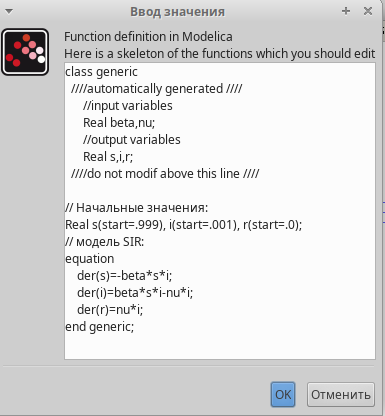 Ввод значения
Function definition in Modelica
Here is a skeleton of the functions which you should edit
class generic
////automatically generated ////
//input variables
Real beta,nu;
//output variables
Real s,i,r;
////do not modif above this line ////
// Начальные значения:
Real s(start=.999), i(start=.001), r(start=.0);
// модель SIR:
equation
der(s)=-beta*s*i;
der(i)=beta*s*i-nu*i;
der(r)=nu*i;
end generic;
OK
Отменить